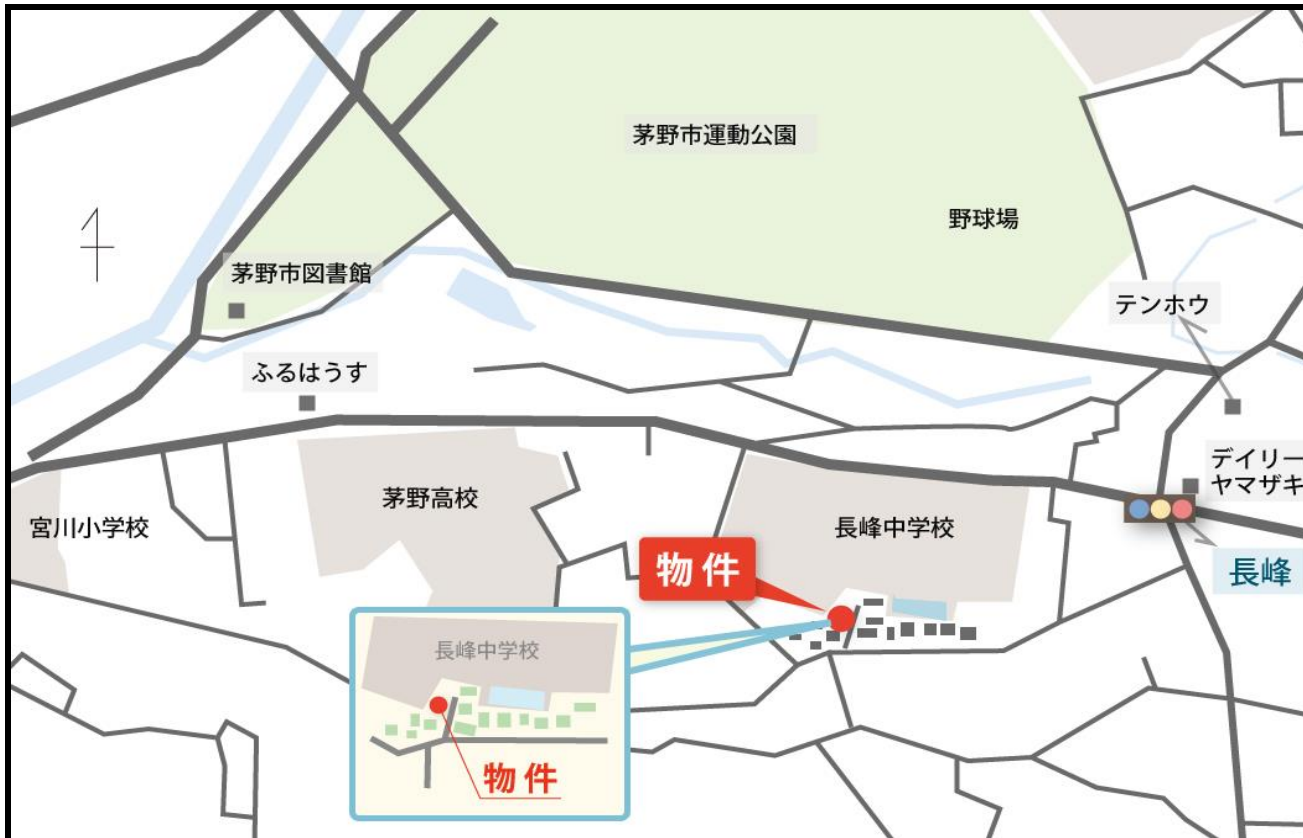 茅野市運動公園
野球場
茅野市図書館
テンホウ
ふるはうす
デイリー
ヤマザキ
茅野高校
長峰中学校
宮川小学校
物件
長峰
長峰中学校
物件